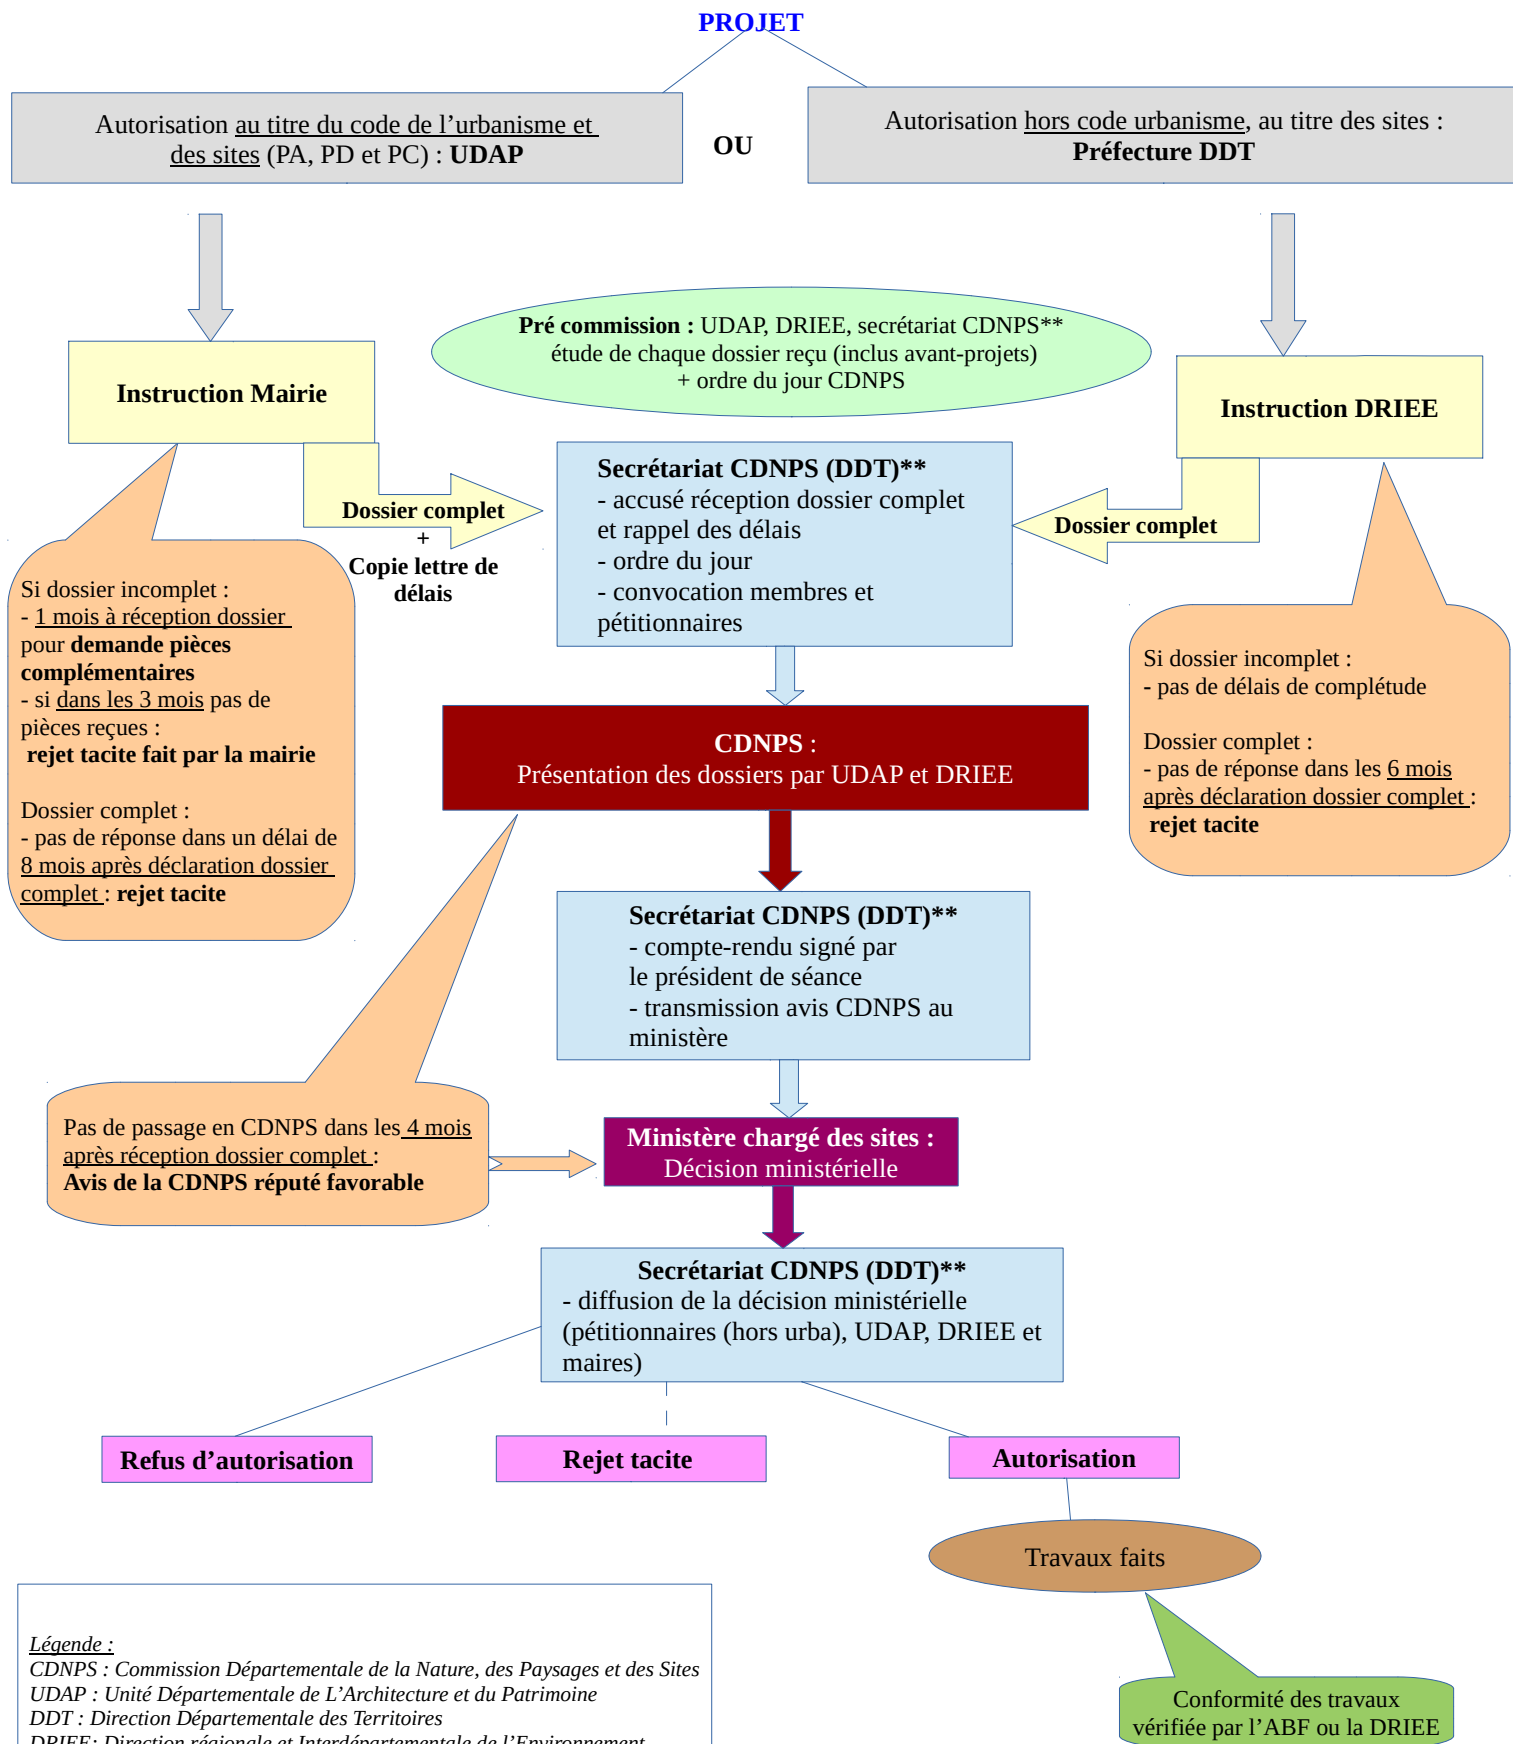 PROJET
Autorisation au titre du code de l’urbanisme et
des sites (PA, PD et PC) : UDAP
OU
Autorisation hors code urbanisme, au titre des sites :
Préfecture DDT
Pré commission : UDAP, DRIEE, secrétariat CDNPS**
étude de chaque dossier reçu (inclus avant-projets)
+ ordre du jour CDNPS
Instruction Mairie
Instruction DRIEE
Dossier complet
+
Copie lettre de
délais
Secrétariat CDNPS (DDT)**
- accusé réception dossier complet
et rappel des délais
- ordre du jour
- convocation membres et
pétitionnaires
Dossier complet
Si dossier incomplet :
- 1 mois à réception dossier
pour demande pièces
complémentaires
- si dans les 3 mois pas de
pièces reçues :
rejet tacite fait par la mairie
Dossier complet :
- pas de réponse dans un délai de
8 mois après déclaration dossier
complet : rejet tacite
Si dossier incomplet :
- pas de délais de complétude
Dossier complet :
- pas de réponse dans les 6 mois
après déclaration dossier complet :
rejet tacite
CDNPS :
Présentation des dossiers par UDAP et DRIEE
Secrétariat CDNPS (DDT)**
- compte-rendu signé par
le président de séance
- transmission avis CDNPS au
ministère
Pas de passage en CDNPS dans les 4 mois
après réception dossier complet :
Avis de la CDNPS réputé favorable
Ministère chargé des sites :
Décision ministérielle
Secrétariat CDNPS (DDT)**
- diffusion de la décision ministérielle
(pétitionnaires (hors urba), UDAP, DRIEE et
maires)
Refus d’autorisation
Rejet tacite
Autorisation
Travaux faits
Conformité des travaux
vérifiée par l’ABF ou la DRIEE
Légende :
CDNPS : Commission Départementale de la Nature, des Paysages et des Sites
UDAP : Unité Départementale de L’Architecture et du Patrimoine
DDT : Direction Départementale des Territoires
DRIEE: Direction régionale et Interdépartementale de l’Environnement